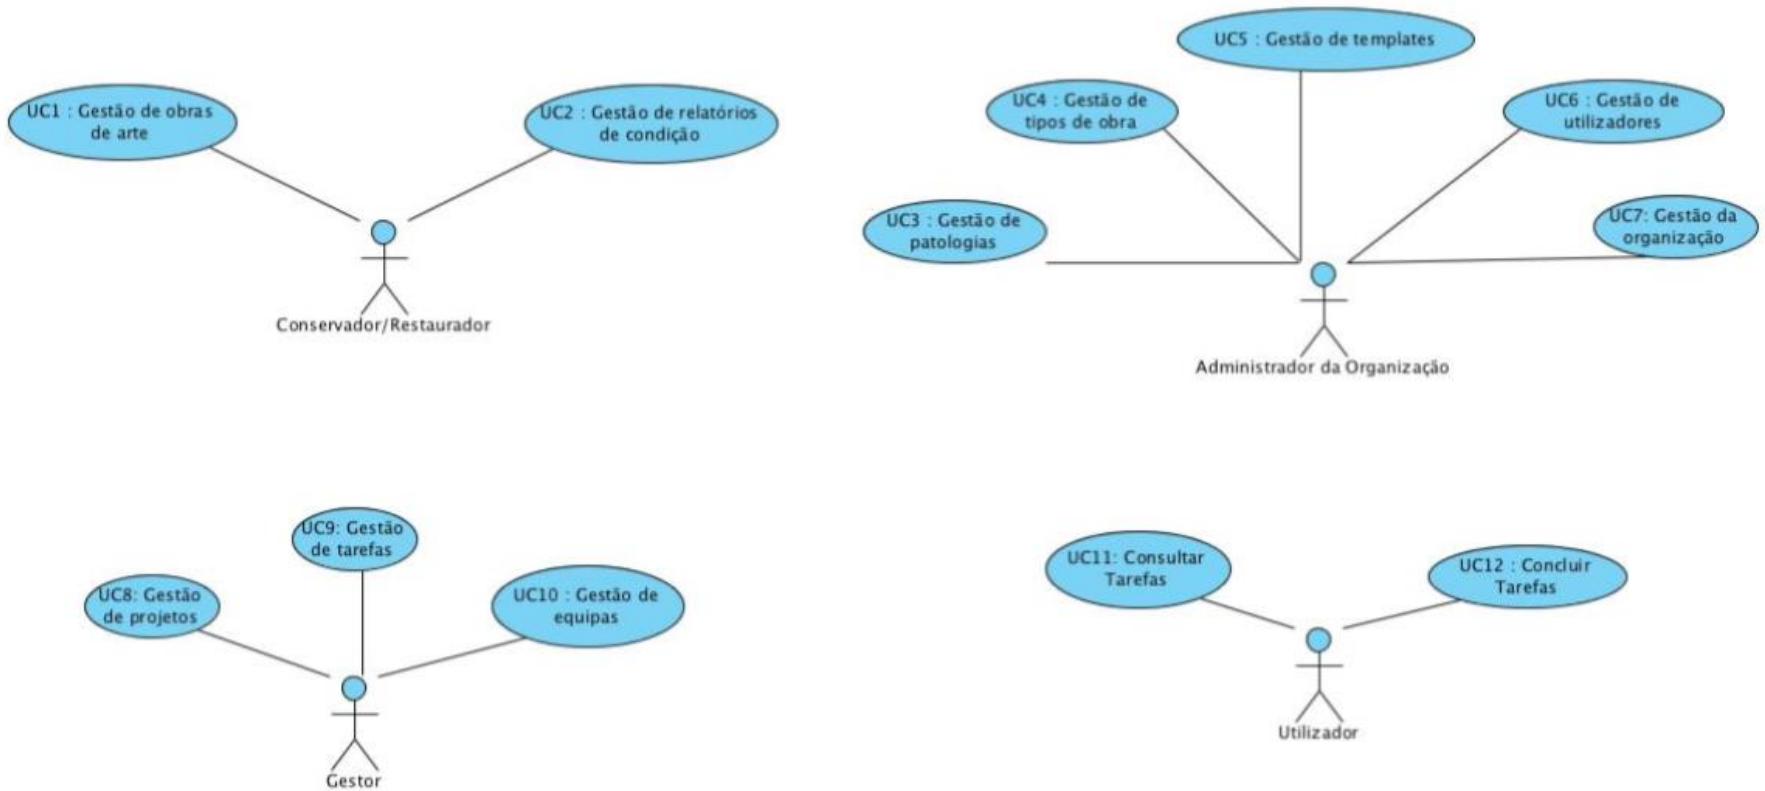 UC1 : Gestão de obras
de arte
UC2 : Gestão de relatórios
de condição
Conservador/Restaurador
UC5 : Gestão de templates
UC4 : Gestão de
tipos de obra
UC6 : Gestão de
utilizadores
UC3 : Gestão de
patologias
UC7: Gestão da
organização
Administrador da Organização
UC9: Gestão
de tarefas
UC8: Gestão
de projetos
UC10 : Gestão de
equipas
Gestor
UC11: Consultar
Tarefas
UC12 : Concluir
Tarefas
Utilizador